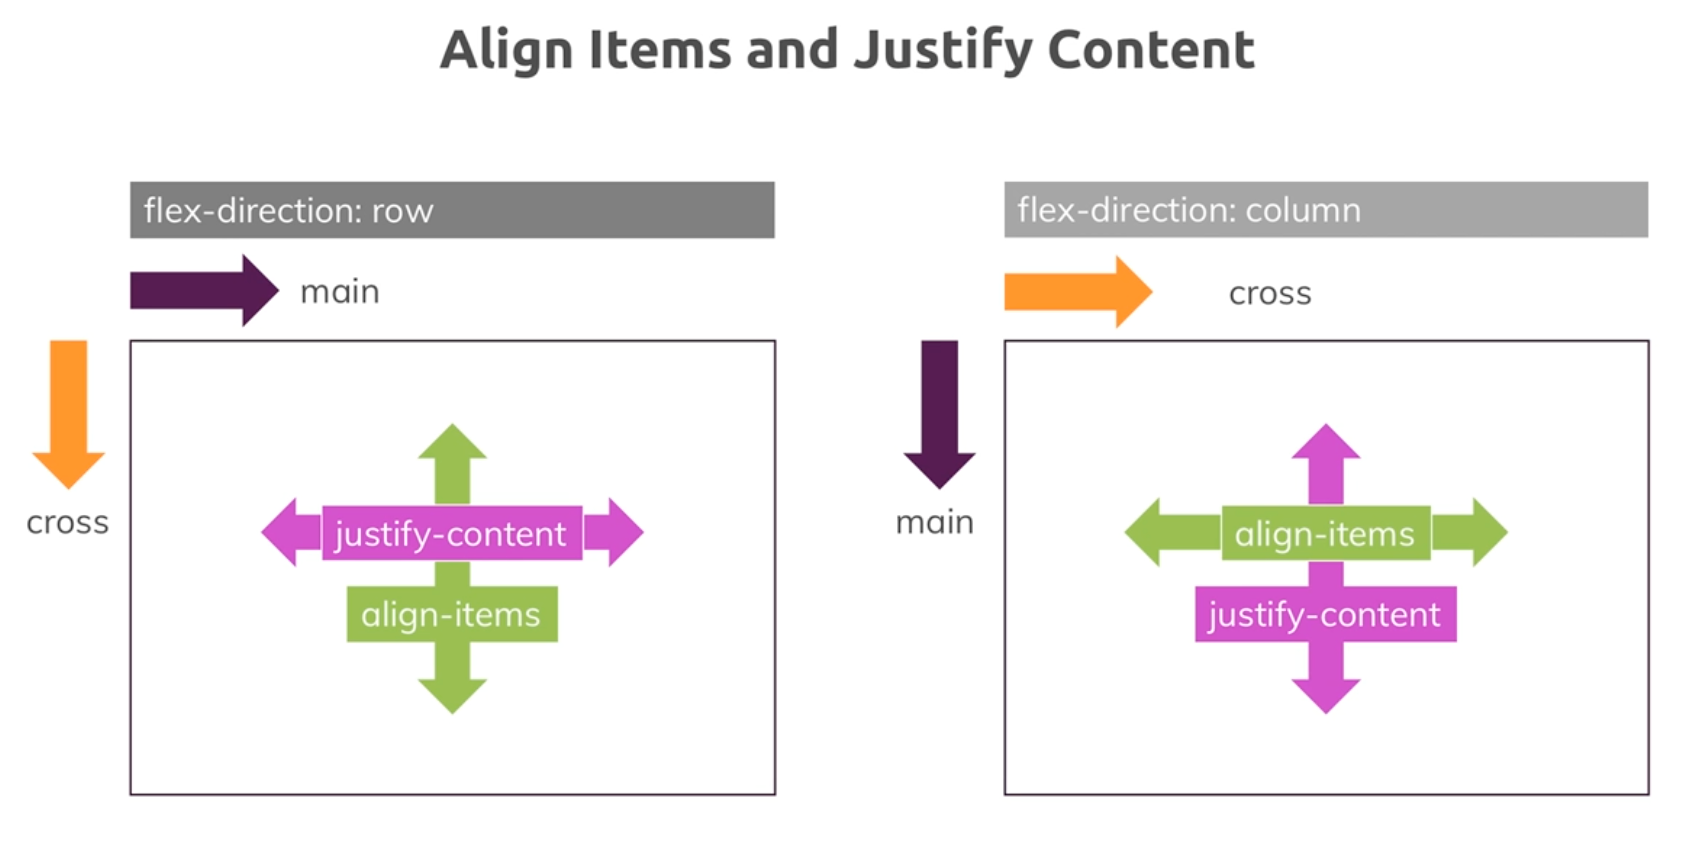 Align Items and Justify Content
flex-direction: row
main
cross
justify-content
align-items
flex-direction: column
cross
main
align-items
justify-content